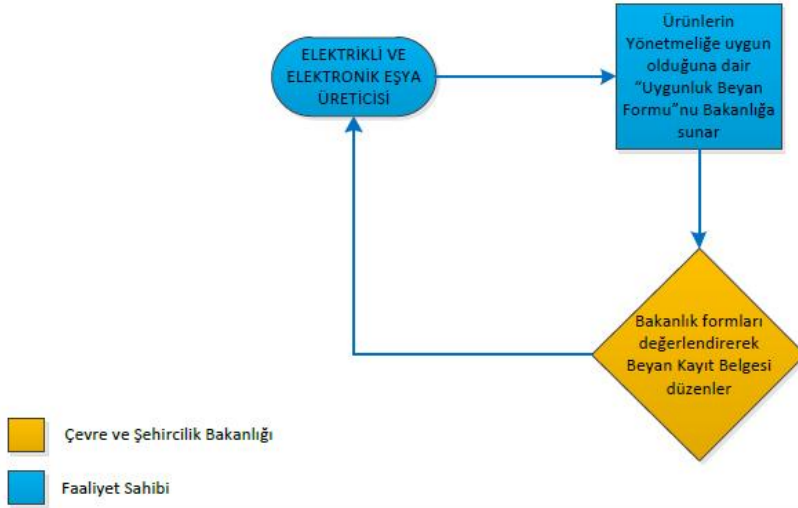 ELEKTRİKLİ VE
ELEKTRONİK EŞYA
ÜRETİCİSİ
Ürünlerin
Yönetmeliğe uygun
olduğuna dair
“Uygunluk Beyan
Formu”nu Bakanlığa
sunar
Bakanlık formları
değerlendirerek
Beyan Kayıt Belgesi
düzenler
Çevre ve Şehircilik Bakanlığı
Faaliyet Sahibi